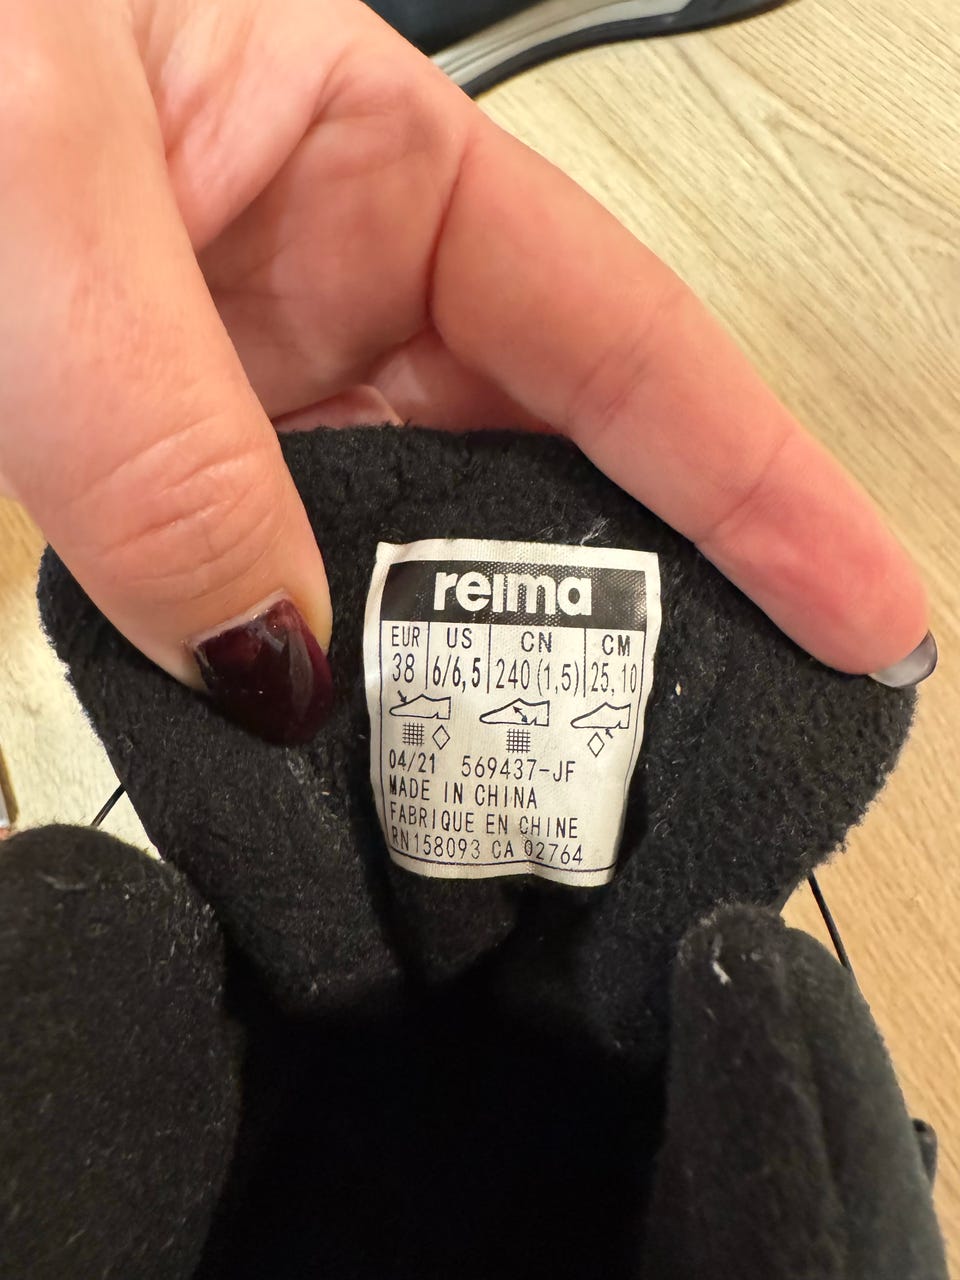 reima
EUR US CN CM
38 6/6,5 240(1,5) 25,10
04/21 569437-JF
MADE IN CHINA
FABRIQUE EN CHINE
RN158093 CA 02764